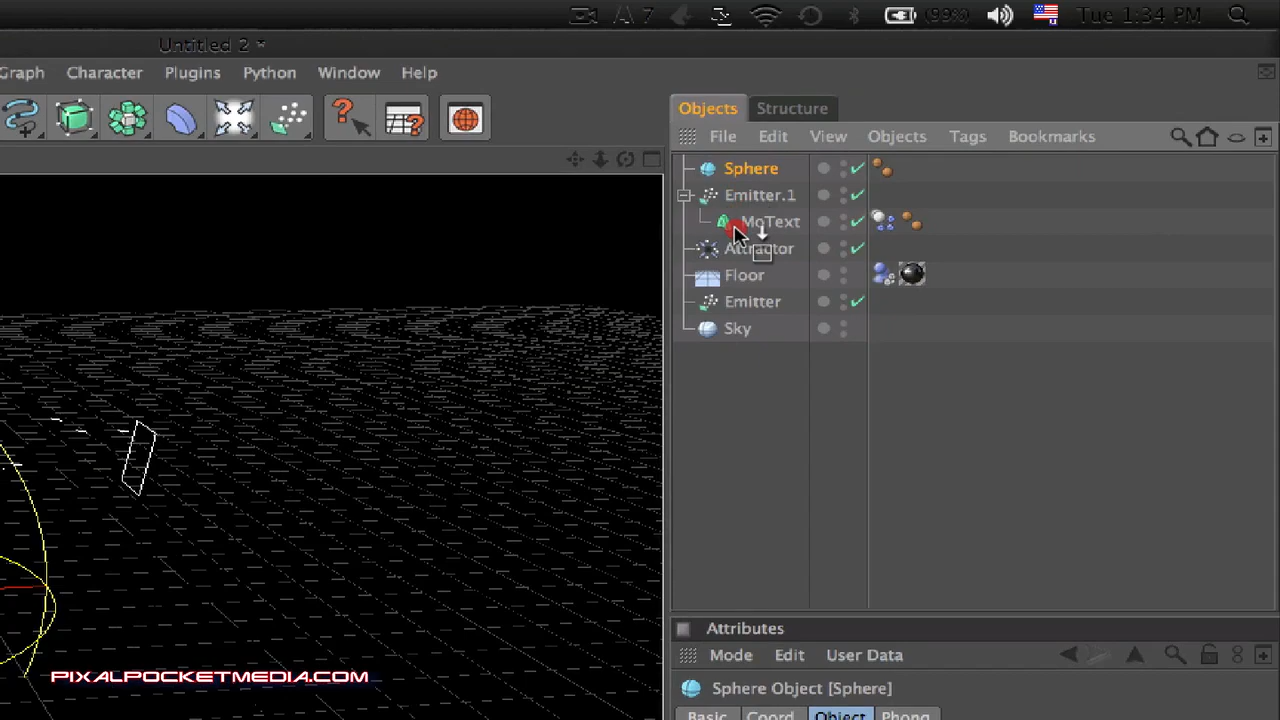 7 (99%) Tue 1:34 PM
Untitled 2 *
Graph Character Plugins Python Window Help
Objects Structure
File Edit View Objects Tags Bookmarks
Sphere
Emitter.1
MoText
Attractor
Floor
Emitter
Sky
Attributes
Mode Edit User Data
Sphere Object [Sphere]
Basic Coord. Object Phong
PIXALPOCKETMEDIA.COM